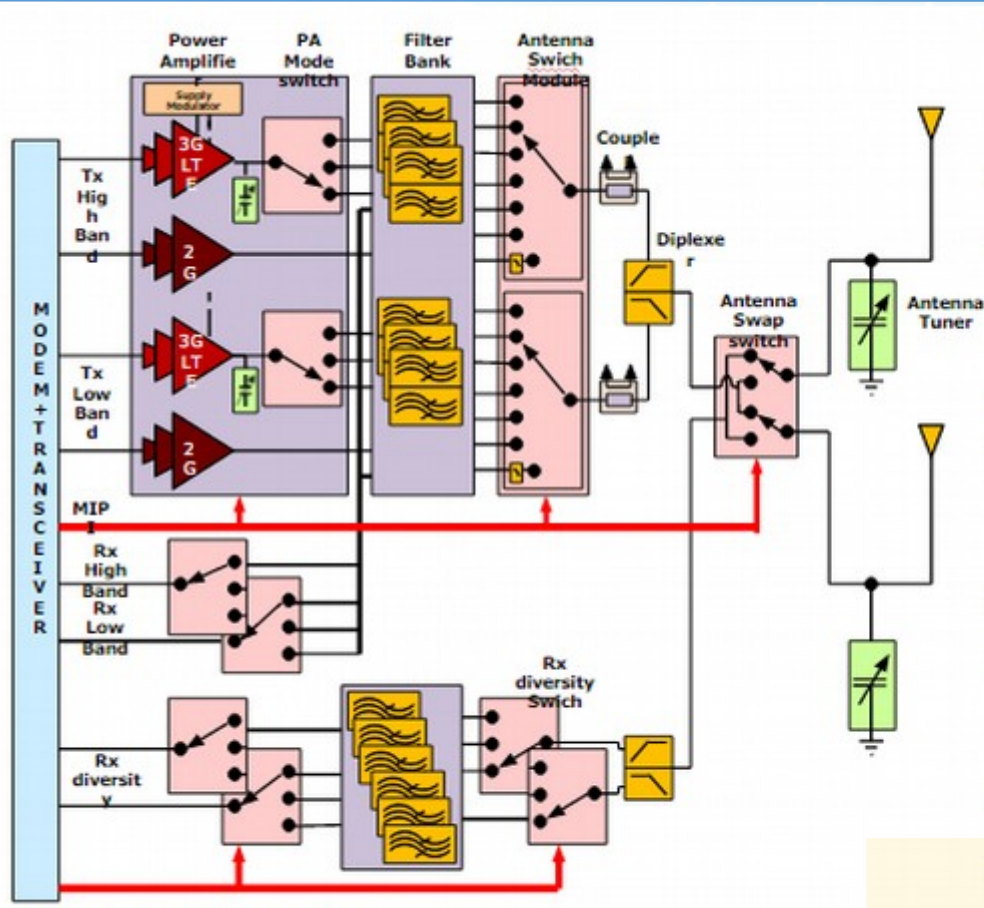 Power
Amplifie
r
PA
Mode
switch
Filter
Bank
Antenna
Swich
Module
Supply
Modulator
Couple
3G
LT
E
Tx
Hig
h
Ban
d
2
G
Diplexe
r
Antenna
Swap
switch
Antenna
Tuner
3G
LT
E
Tx
Low
Ban
d
2
G
MODEM+TRANSCEIVER
MIP
I
Rx
High
Band
Rx
Low
Band
Rx
diversity
Swich
Rx
diversit
y